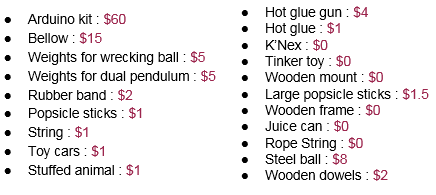 ● Arduino kit : $60
● Bellow : $15
● Weights for wrecking ball : $5
● Weights for dual pendulum : $5
● Rubber band : $2
● Popsicle sticks : $1
● String : $1
● Toy cars : $1
● Stuffed animal : $1
● Hot glue gun : $4
● Hot glue : $1
● K’Nex : $0
● Tinker toy : $0
● Wooden mount : $0
● Large popsicle sticks : $1.5
● Wooden frame : $0
● Juice can : $0
● Rope String : $0
● Steel ball : $8
● Wooden dowels : $2